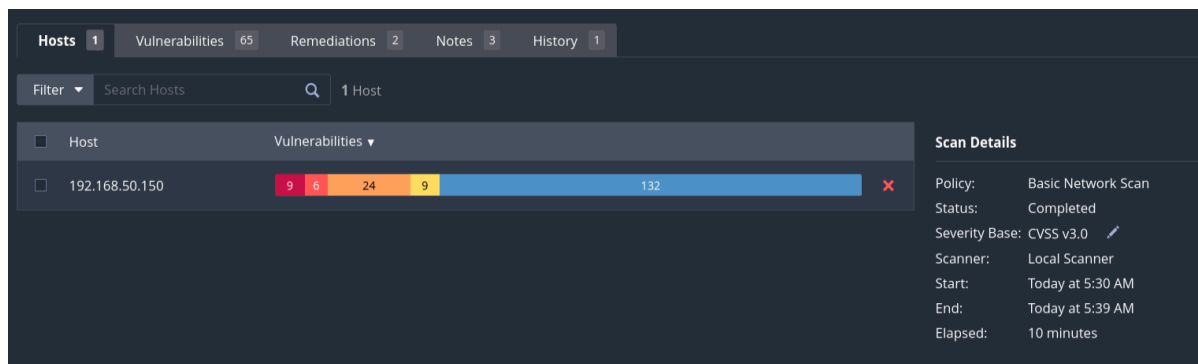 Hosts 1 Vulnerabilities 65 Remediations 2 Notes 3 History 1
Filter Search Hosts 1 Host
Host Vulnerabilities
192.168.50.150 9 6 24 9 132
Scan Details
Policy: Basic Network Scan
Status: Completed
Severity Base: CVSS v3.0
Scanner: Local Scanner
Start: Today at 5:30 AM
End: Today at 5:39 AM
Elapsed: 10 minutes